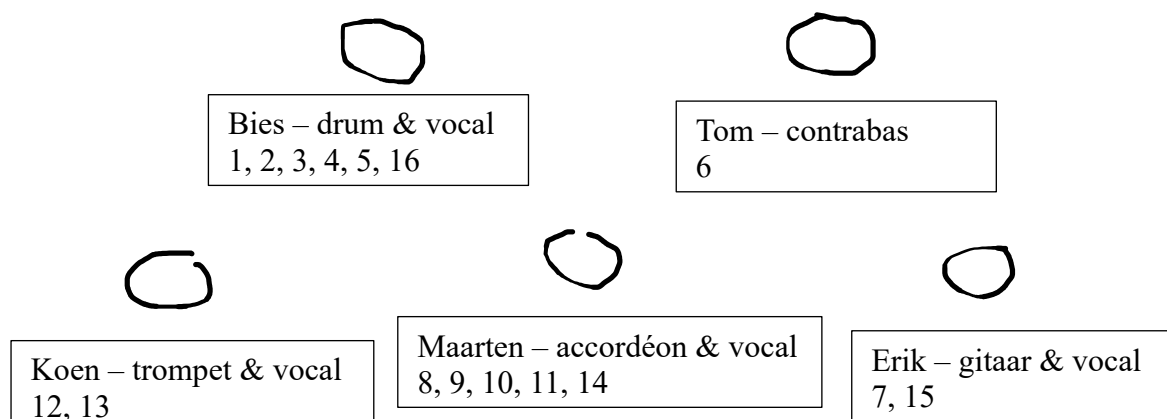 Bies – drum & vocal
1, 2, 3, 4, 5, 16
Tom – contrabas
6
Koen – trompet & vocal
12, 13
Maarten – accordéon & vocal
8, 9, 10, 11, 14
Erik – gitaar & vocal
7, 15